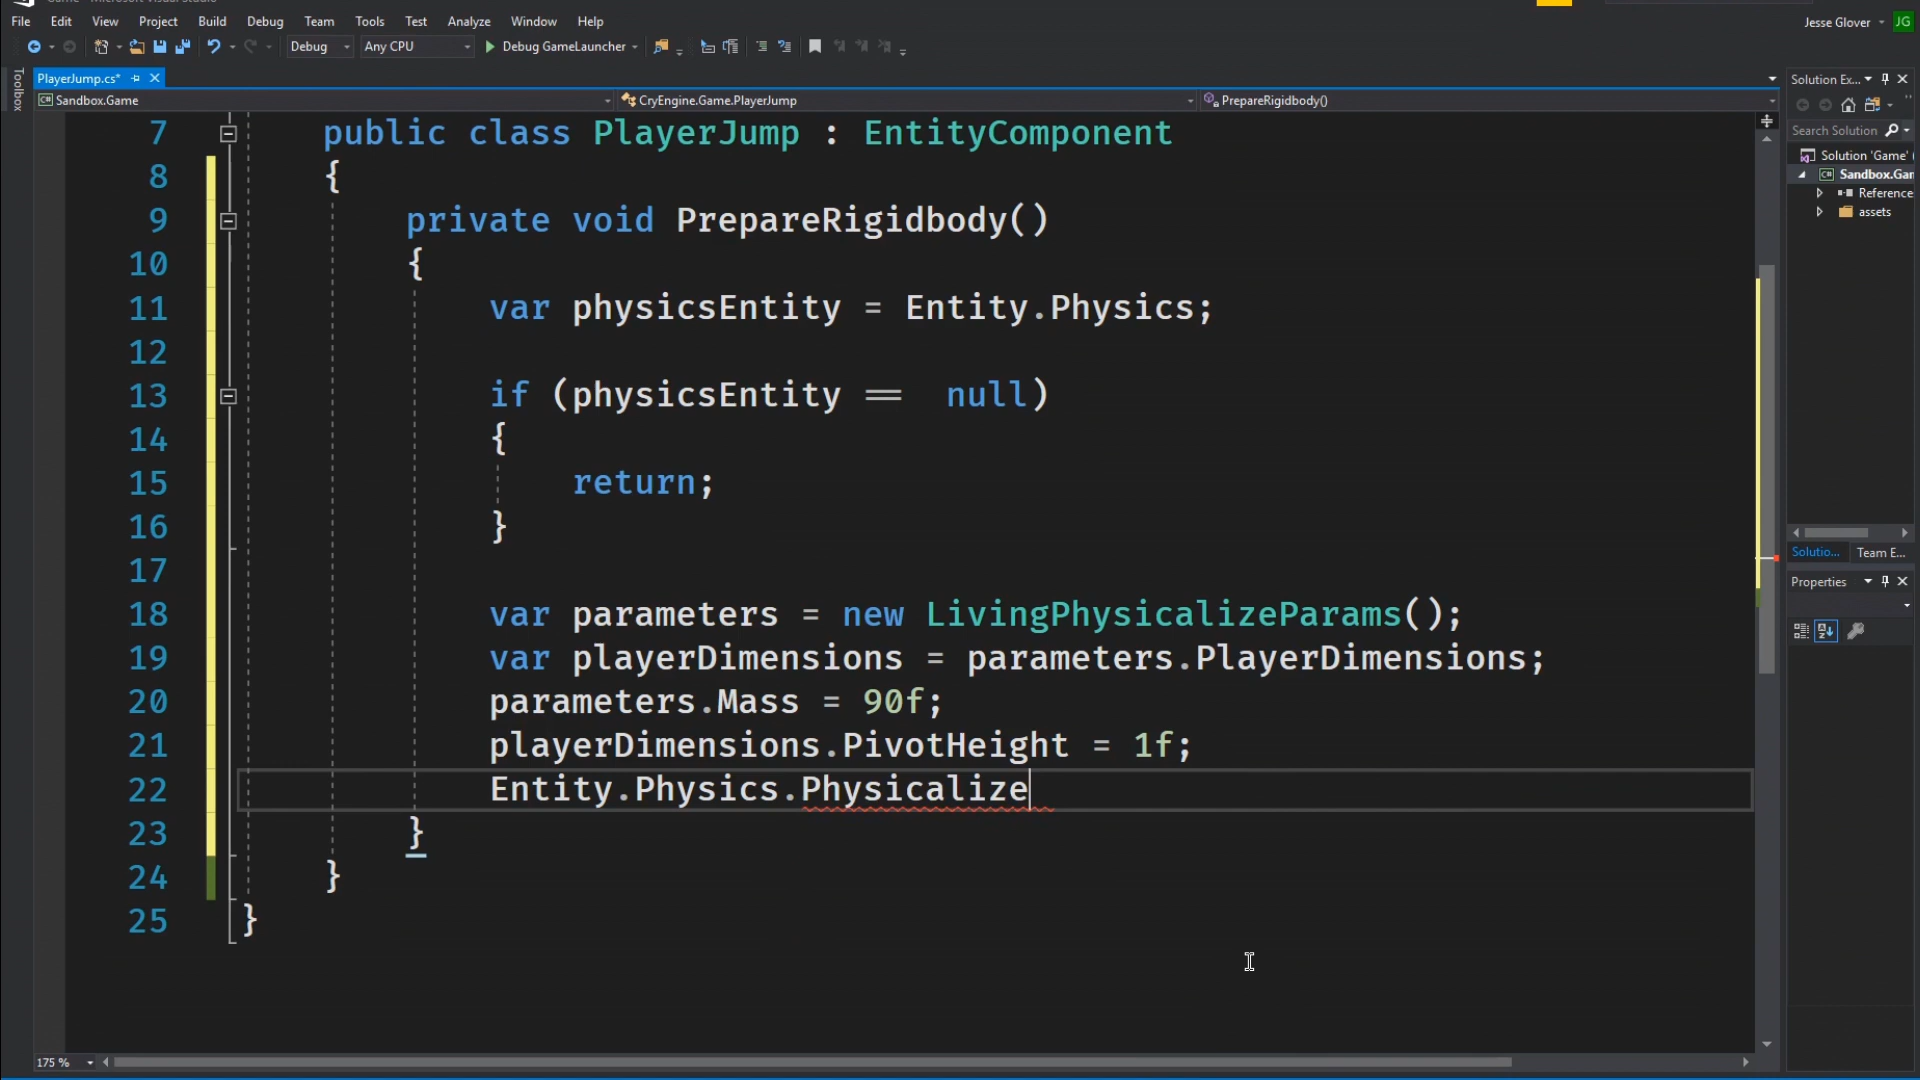 File Edit View Project Build Debug Team Tools Test Analyze Window Help
Jesse Glover JG
Debug Any CPU Debug GameLauncher
Toolbox
PlayerJump.cs*
Solution Ex...
Sandbox.Game CryEngine.Game.PlayerJump PrepareRigidbody()
Search Solution
Solution 'Game' (
Sandbox.Gam
Reference
assets
7 public class PlayerJump : EntityComponent
8 {
9 private void PrepareRigidbody()
10 {
11 var physicsEntity = Entity.Physics;
12
13 if (physicsEntity == null)
14 {
15 return;
16 }
17
18 var parameters = new LivingPhysicalizeParams();
19 var playerDimensions = parameters.PlayerDimensions;
20 parameters.Mass = 90f;
21 playerDimensions.PivotHeight = 1f;
22 Entity.Physics.Physicalize
23 }
24 }
25 }
Solutio... Team E...
Properties
175 %